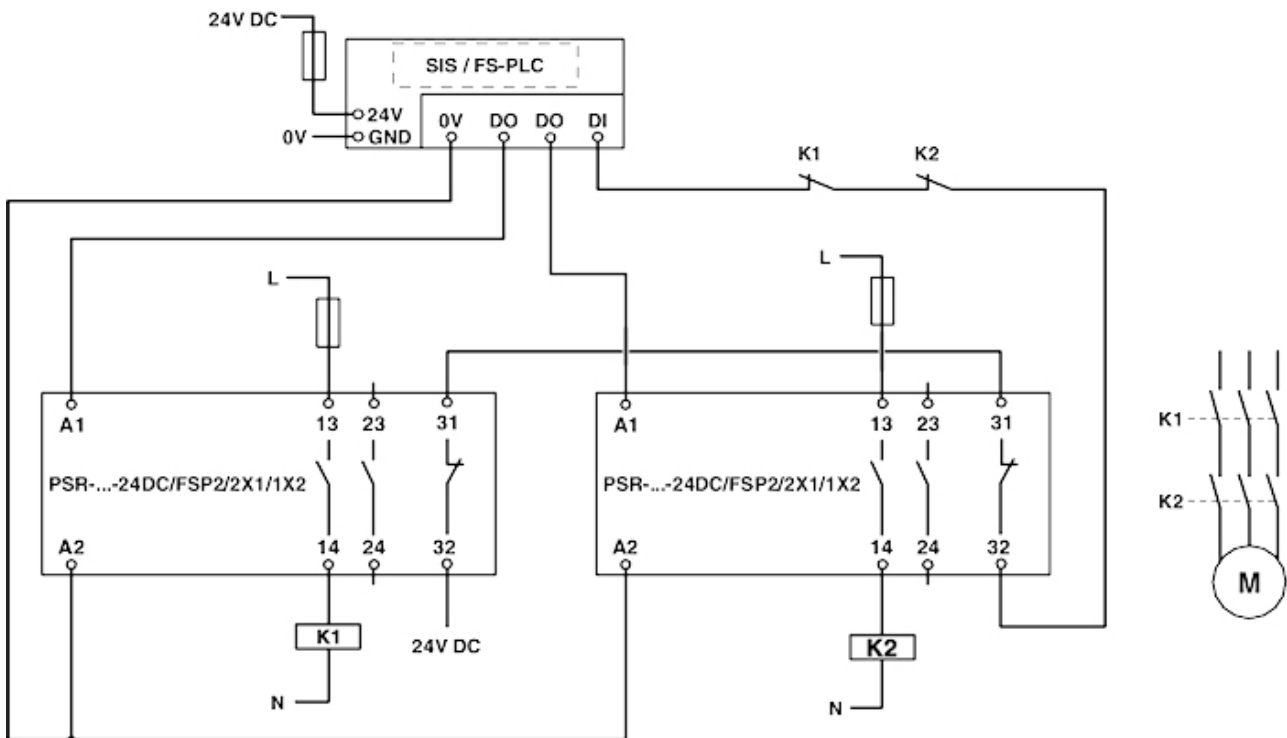 24V DC
SIS / FS-PLC
24V
0V GND
0V DO DO DI
K1 K2
L
L
A1 13 23 31
A1 13 23 31
K1
PSR-...-24DC/FSP2/2X1/1X2
PSR-...-24DC/FSP2/2X1/1X2
K2
A2 14 24 32
A2 14 24 32
M
K1
24V DC
K2
N
N